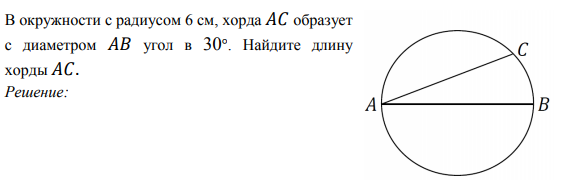 В окружности с радиусом 6 см, хорда AC образует
с диаметром AB угол в 30°. Найдите длину
хорды AC.
Решение:
C
A
B